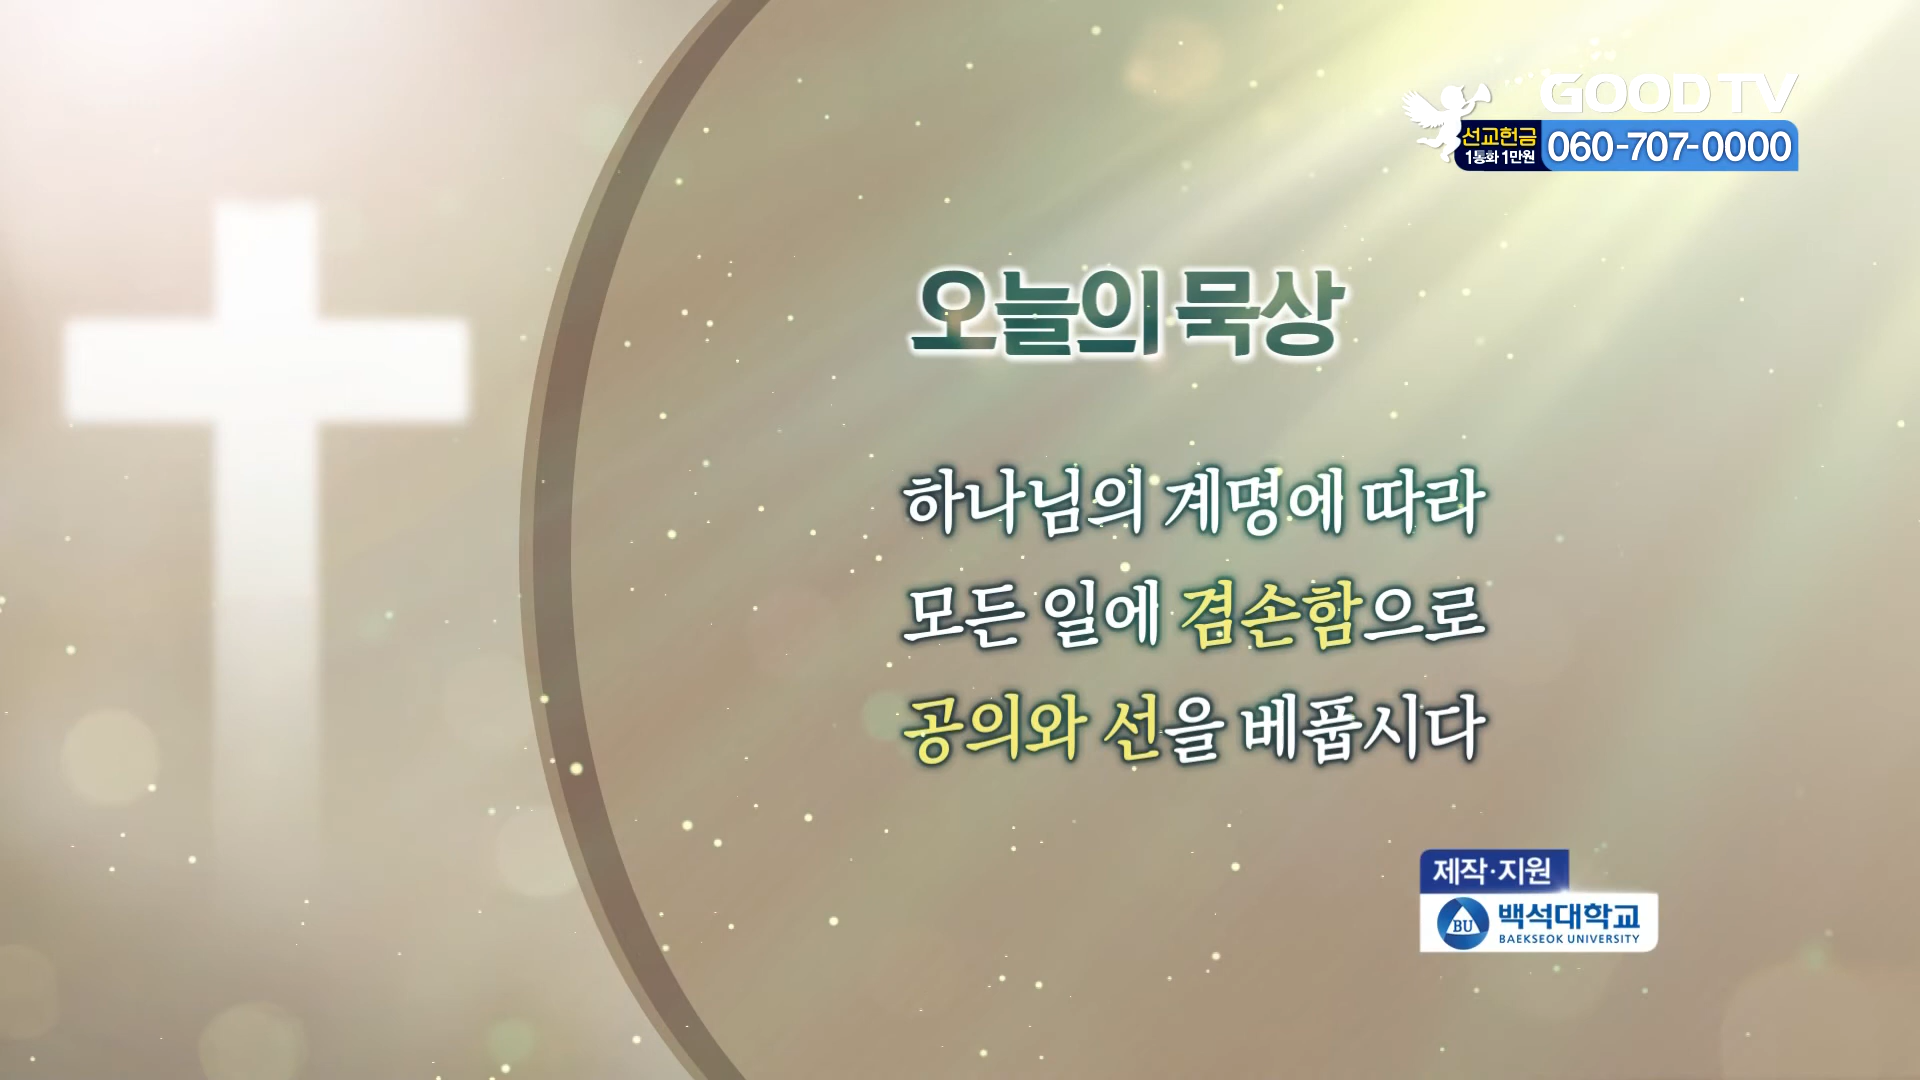 GOODTV
선교헌금
1통화 1만원
060-707-0000
오늘의 묵상
하나님의 계명에 따라
모든 일에 겸손함으로
공의와 선을 베풉시다
제작·지원
BU
백석대학교
BAEKSEOK UNIVERSITY